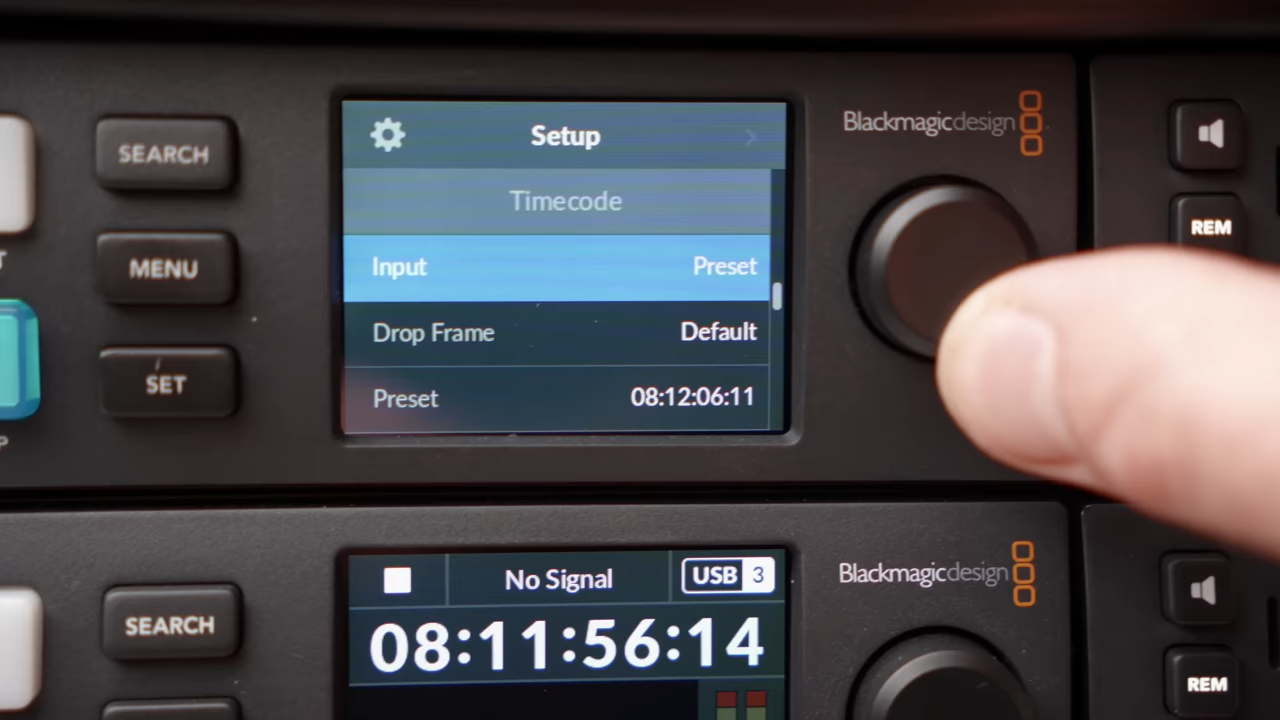 SEARCH
MENU
SET
Setup
Timecode
Input Preset
Drop Frame Default
Preset 08:12:06:11
Blackmagicdesign
REM
SEARCH
No Signal USB 3
08:11:56:14
Blackmagicdesign
REM